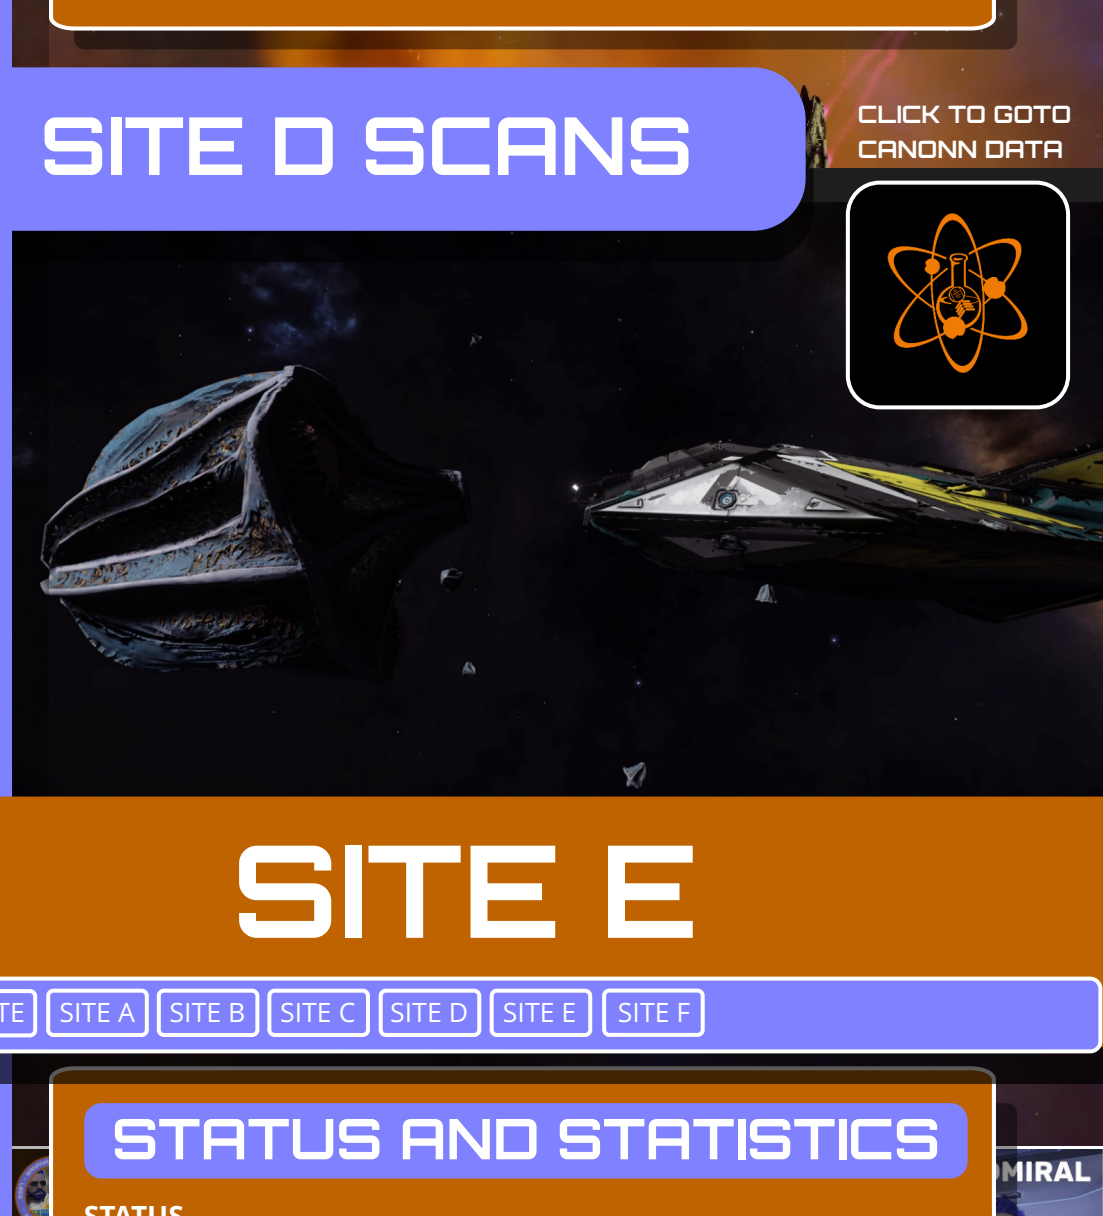 SITE D SCANS
CLICK TO GOTO
CANONN DATA
SITE E
TE
SITE A
SITE B
SITE C
SITE D
SITE E
SITE F
STATUS AND STATISTICS
MIRAL
STATUS